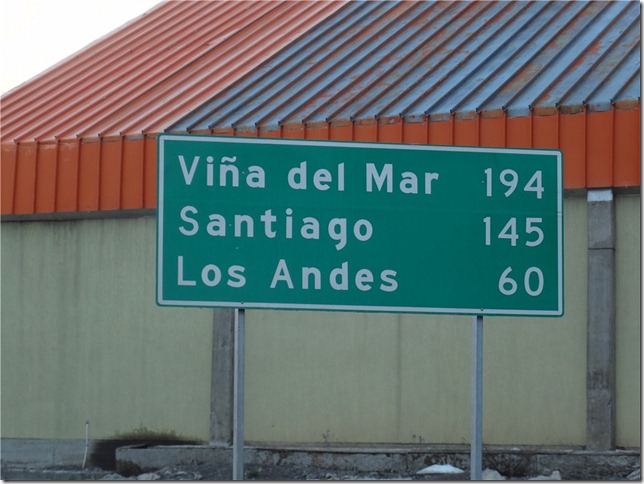 Viña del Mar 194
Santiago 145
Los Andes 60